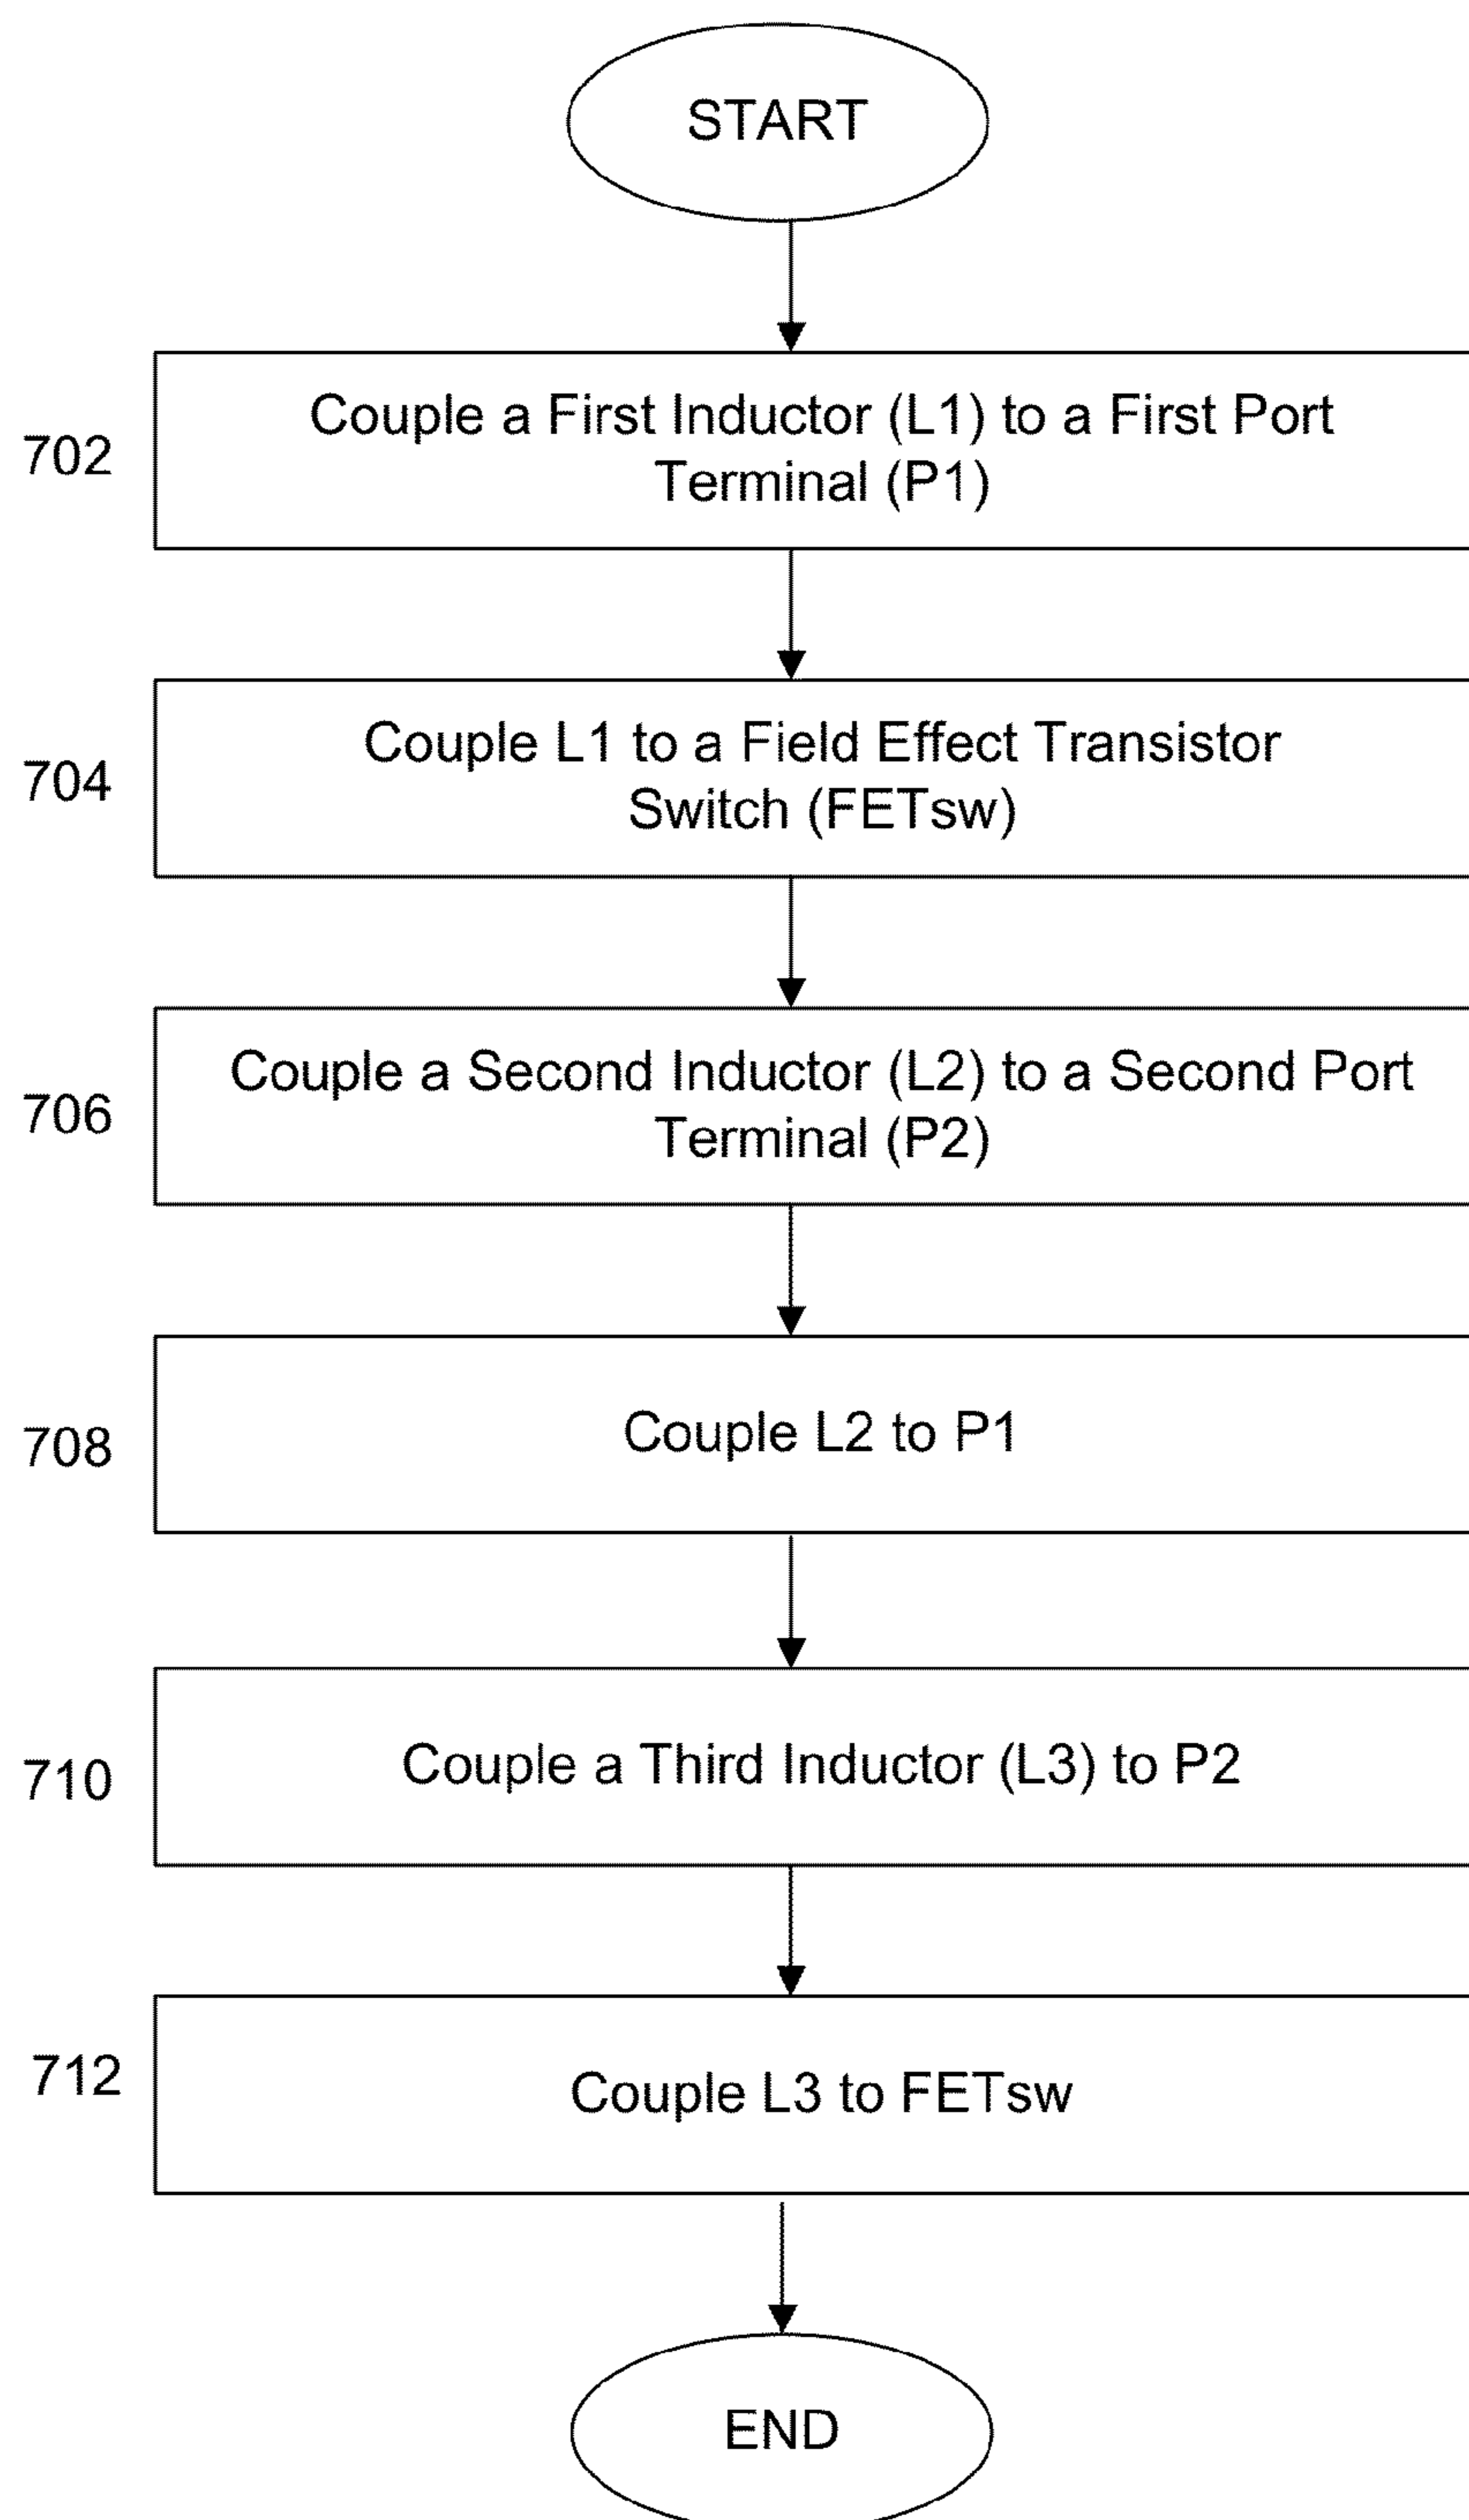 START
702
Couple a First Inductor (L1) to a First Port
Terminal (P1)
704
Couple L1 to a Field Effect Transistor
Switch (FETsw)
706
Couple a Second Inductor (L2) to a Second Port
Terminal (P2)
708
Couple L2 to P1
710
Couple a Third Inductor (L3) to P2
712
Couple L3 to FETsw
END